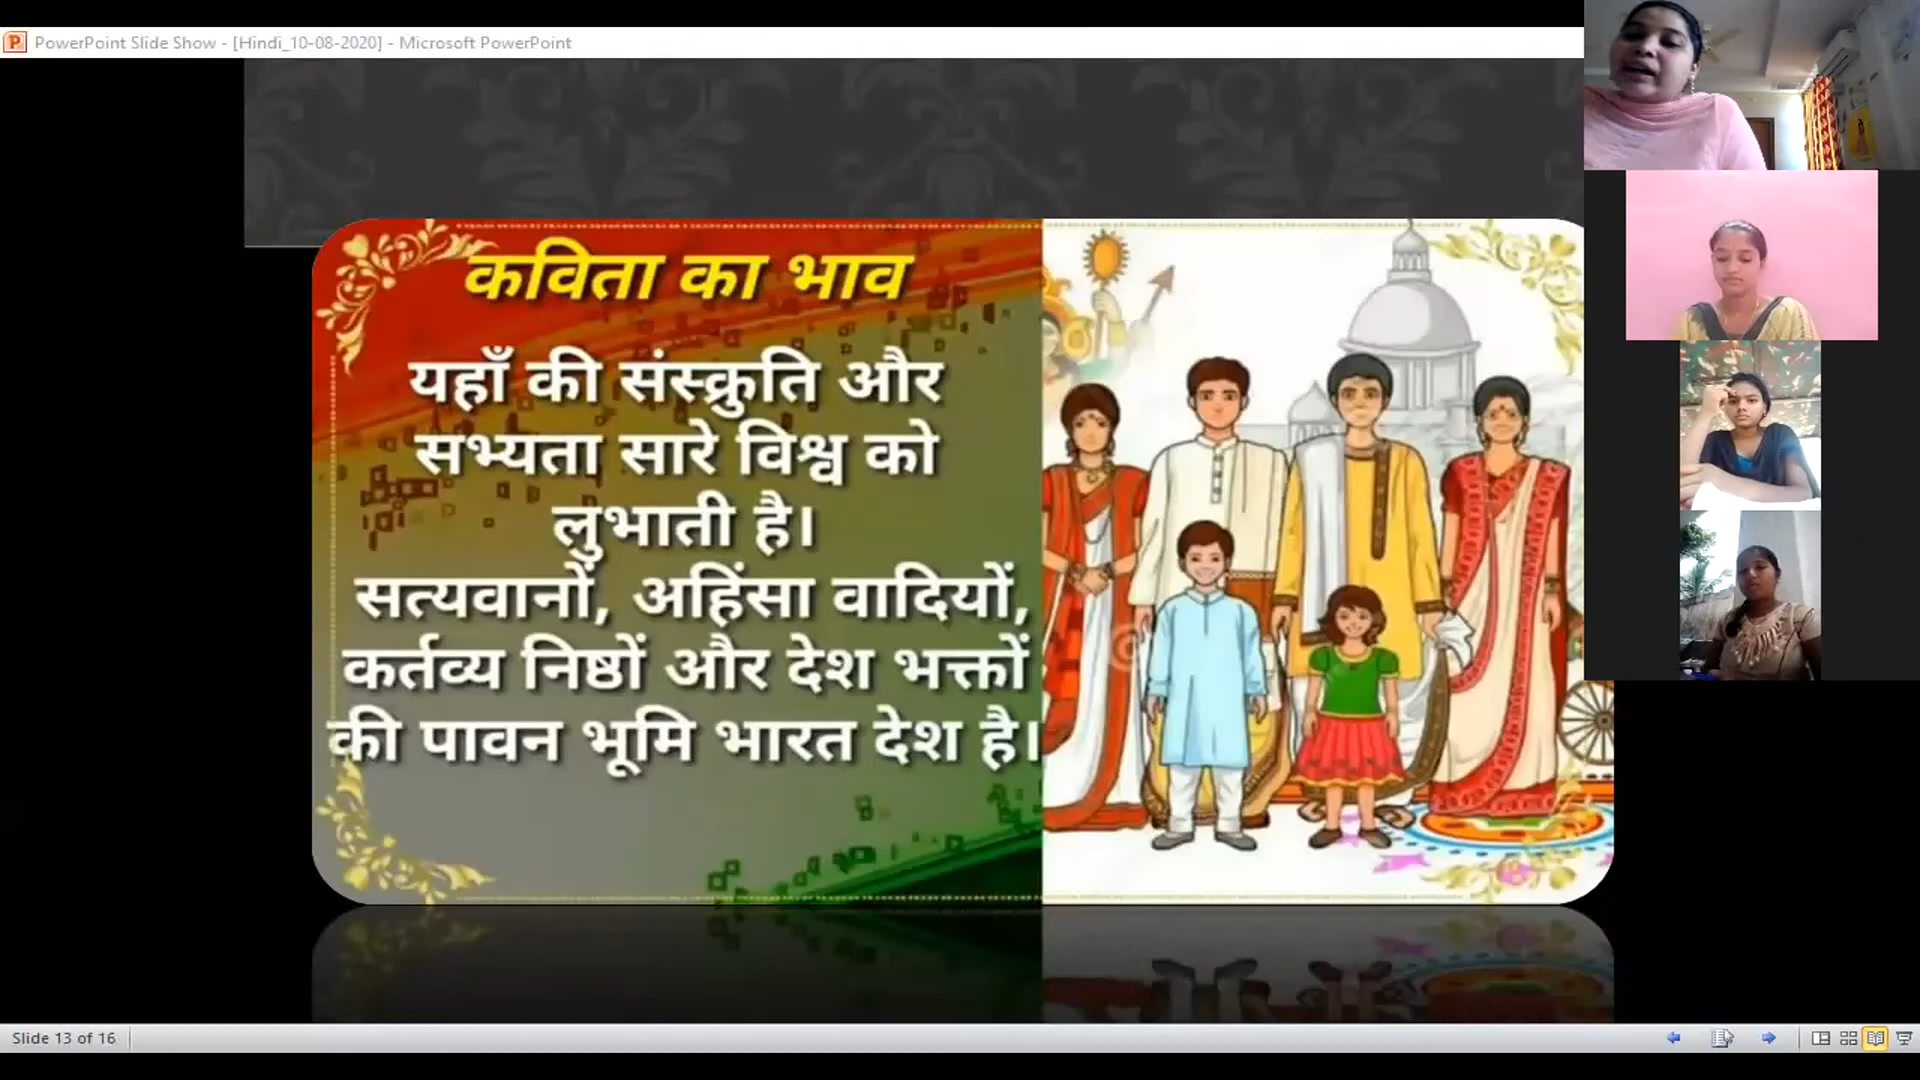 PowerPoint Slide Show - [Hindi_10-08-2020] - Microsoft PowerPoint
कविता का भाव
यहाँ की संस्क्रुति और
सभ्यता सारे विश्व को
लुभाती है।
सत्यवानों, अहिंसा वादियों,
कर्तव्य निष्ठों और देश भक्तों
की पावन भूमि भारत देश है।
Slide 13 of 16